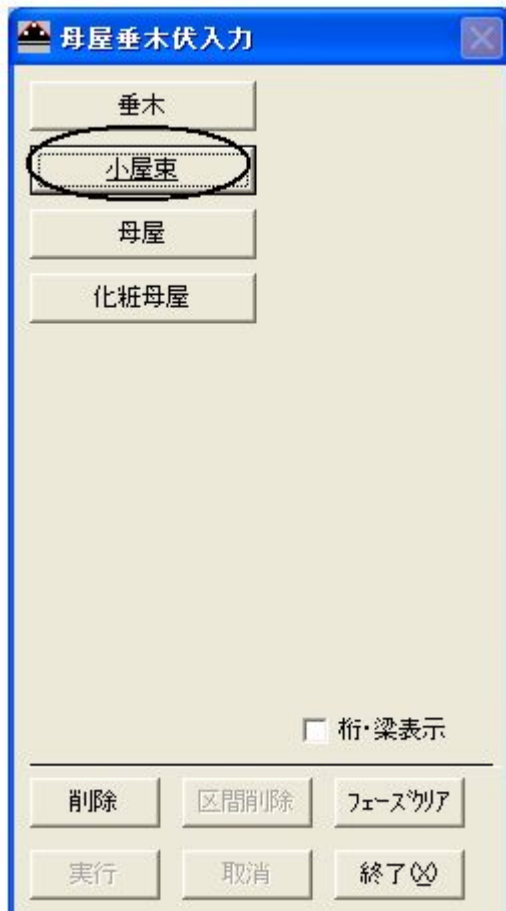 母屋垂木伏入力
垂木
小屋束
母屋
化粧母屋
桁・梁表示
削除 区間削除 フェーズクリア
実行 取消 終了(X)